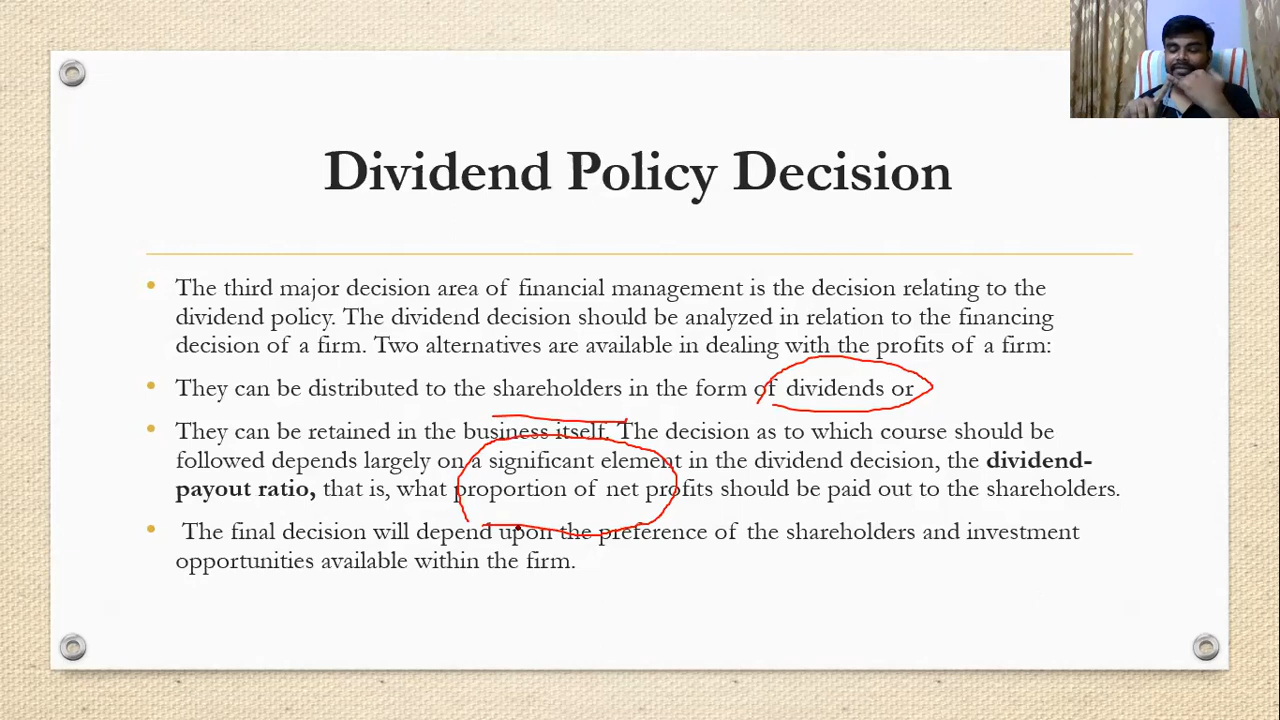 Dividend Policy Decision
• The third major decision area of financial management is the decision relating to the
dividend policy. The dividend decision should be analyzed in relation to the financing
decision of a firm. Two alternatives are available in dealing with the profits of a firm:
• They can be distributed to the shareholders in the form of dividends or
• They can be retained in the business itself. The decision as to which course should be
followed depends largely on a significant element in the dividend decision, the dividend-
payout ratio, that is, what proportion of net profits should be paid out to the shareholders.
• The final decision will depend upon the preference of the shareholders and investment
opportunities available within the firm.